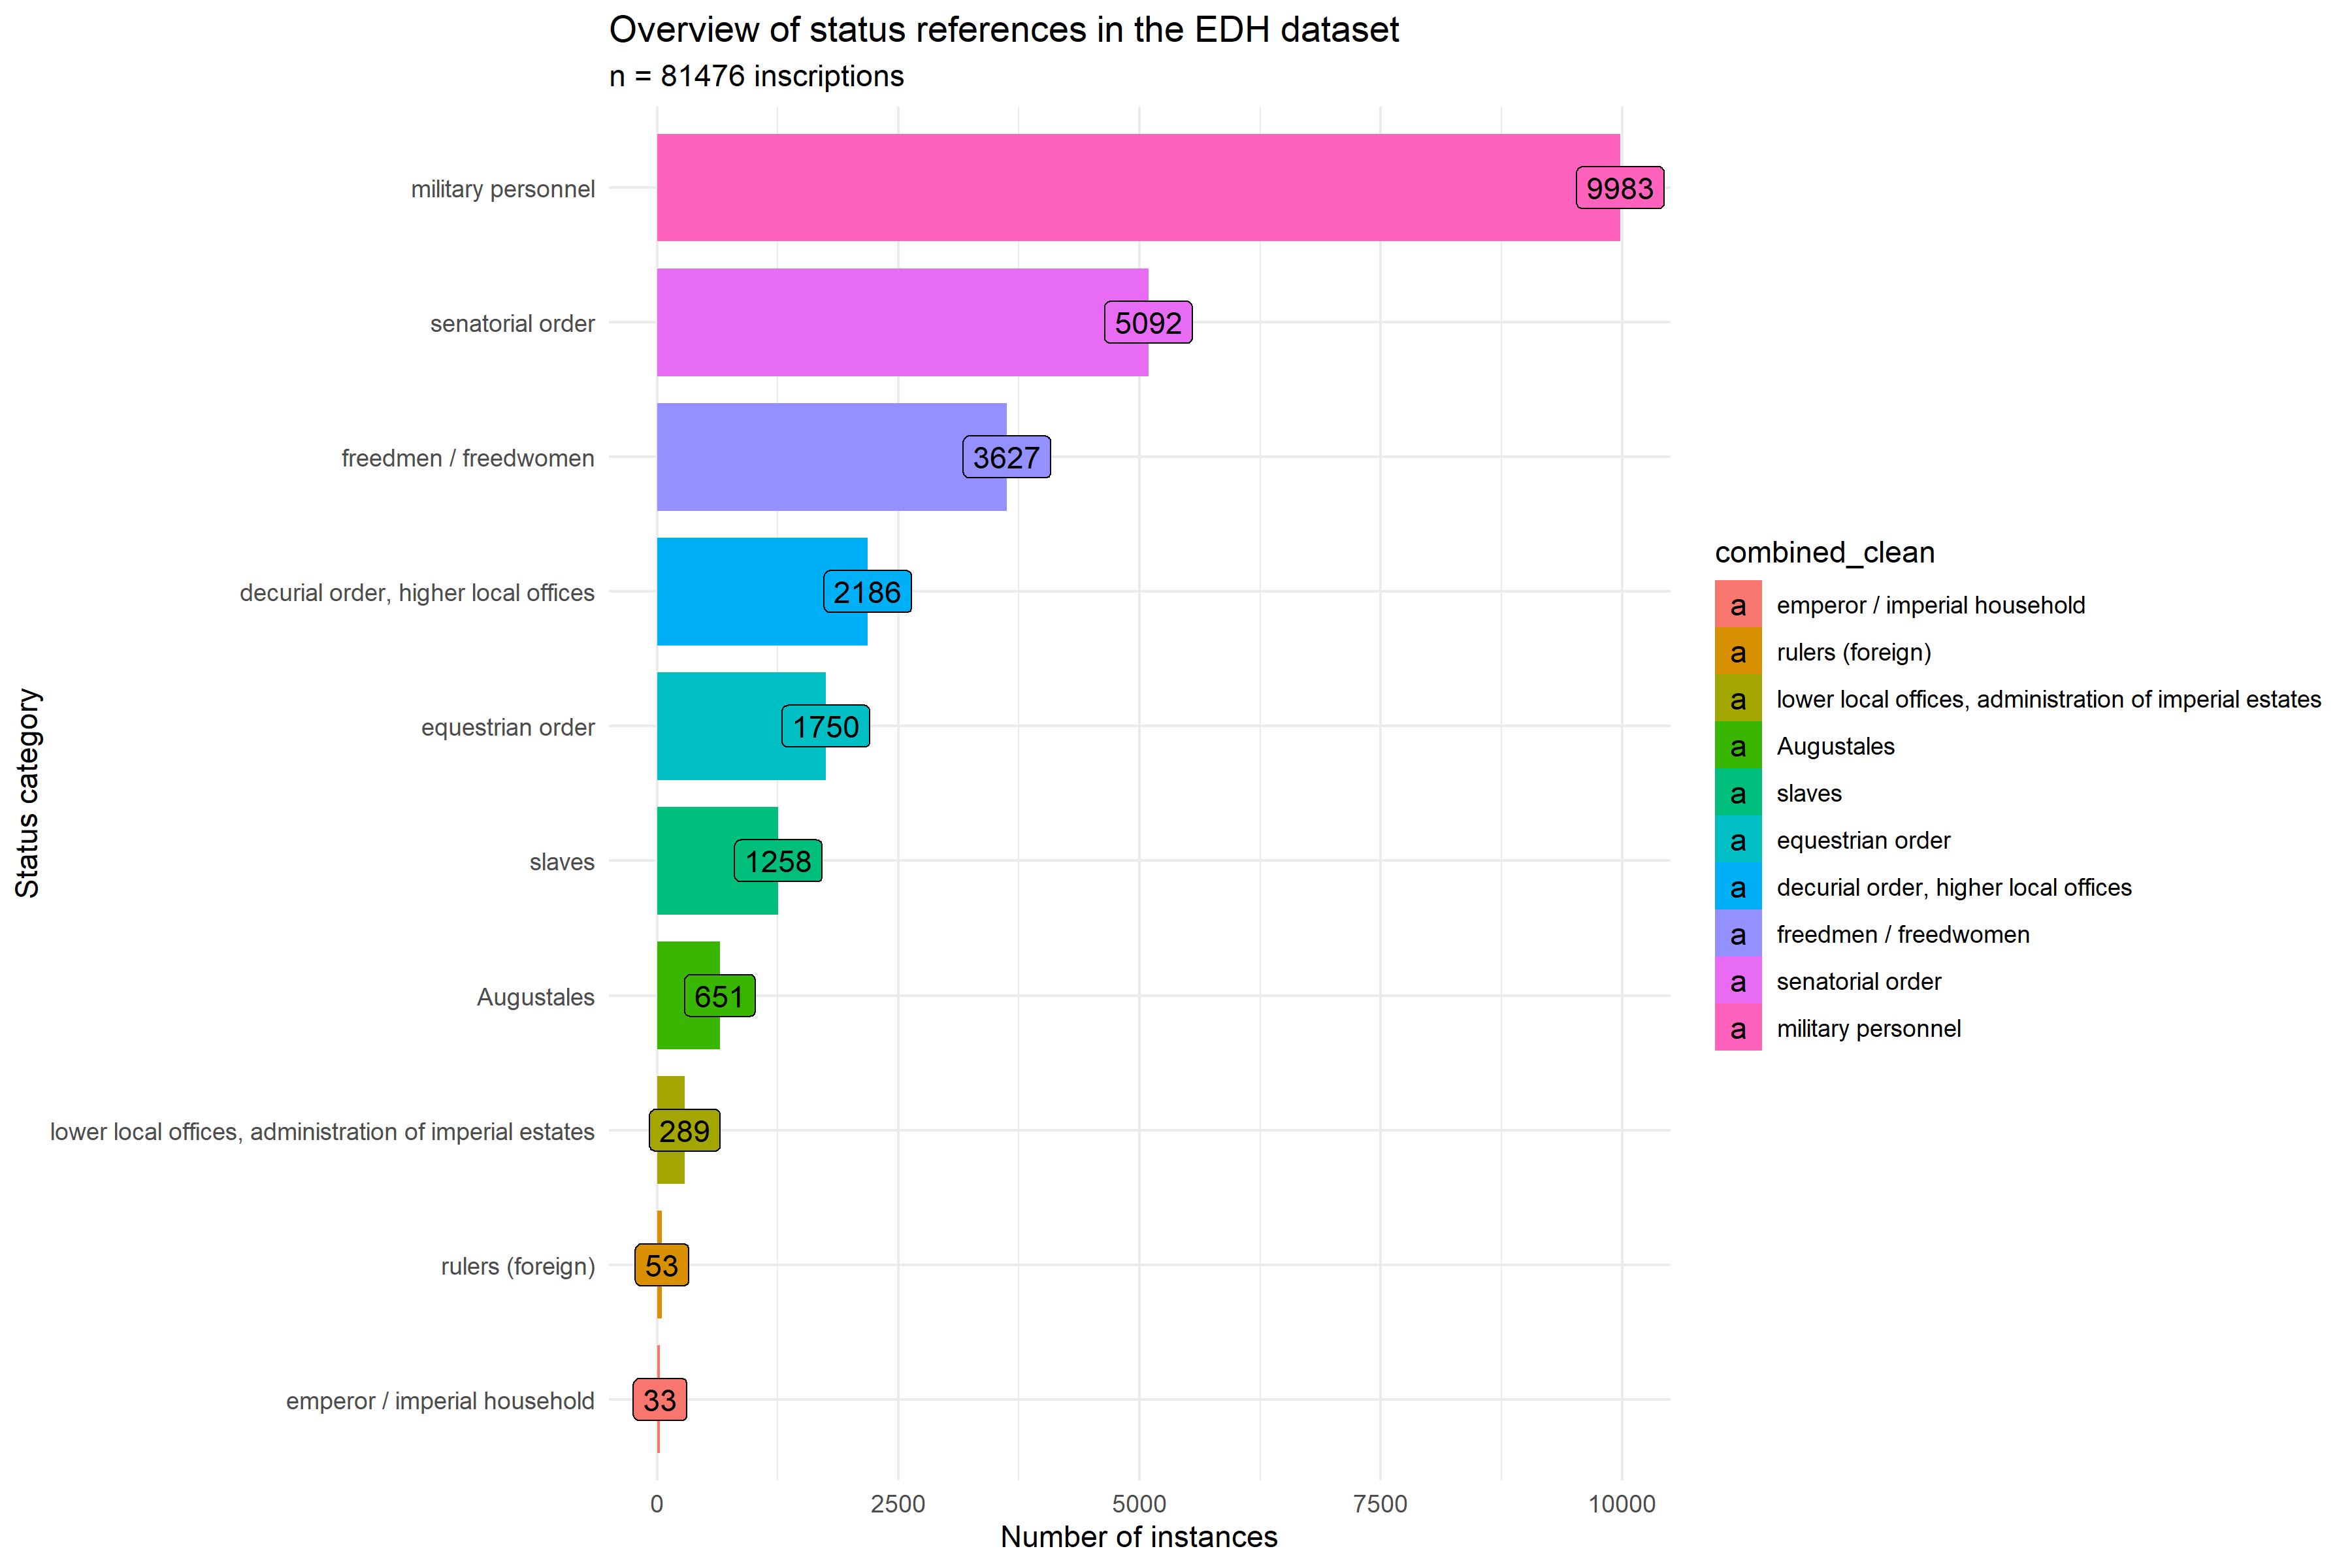 Overview of status references in the EDH dataset
n = 81476 inscriptions
military personnel
9983
senatorial order
5092
freedmen / freedwomen
3627
decurial order, higher local offices
2186
equestrian order
1750
slaves
1258
Augustales
651
lower local offices, administration of imperial estates
289
rulers (foreign)
53
emperor / imperial household
33
Status category
0 2500 5000 7500 10000
Number of instances
combined_clean
a emperor / imperial household
a rulers (foreign)
a lower local offices, administration of imperial estates
a Augustales
a slaves
a equestrian order
a decurial order, higher local offices
a freedmen / freedwomen
a senatorial order
a military personnel